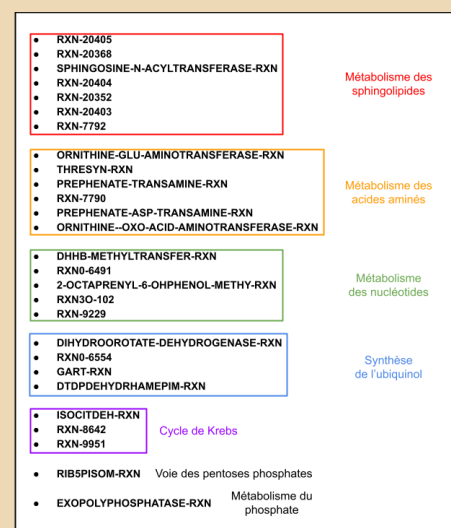 • RXN-20405
• RXN-20368
• SPHINGOSINE-N-ACYLTRANSFERASE-RXN
• RXN-20404
• RXN-20352
• RXN-20403
• RXN-7792
Métabolisme des
sphingolipides
• ORNITHINE-GLU-AMINOTRANSFERASE-RXN
• THRESYN-RXN
• PREPHENATE-TRANSAMINE-RXN
• RXN-7790
• PREPHENATE-ASP-TRANSAMINE-RXN
• ORNITHINE--OXO-ACID-AMINOTRANSFERASE-RXN
Métabolisme des
acides aminés
• DHHB-METHYLTRANSFER-RXN
• RXN0-6491
• 2-OCTAPRENYL-6-OHPHENOL-METHY-RXN
• RXN3O-102
• RXN-9229
Métabolisme
des nucléotides
• DIHYDROOROTATE-DEHYDROGENASE-RXN
• RXN0-6554
• GART-RXN
• DTDPDEHYDRHAMEPIM-RXN
Synthèse
de l'ubiquinol
• ISOCITDEH-RXN
• RXN-8642
• RXN-9951
Cycle de Krebs
• RIB5PISOM-RXN Voie des pentoses phosphates
• EXOPOLYPHOSPHATASE-RXN Métabolisme du
phosphate